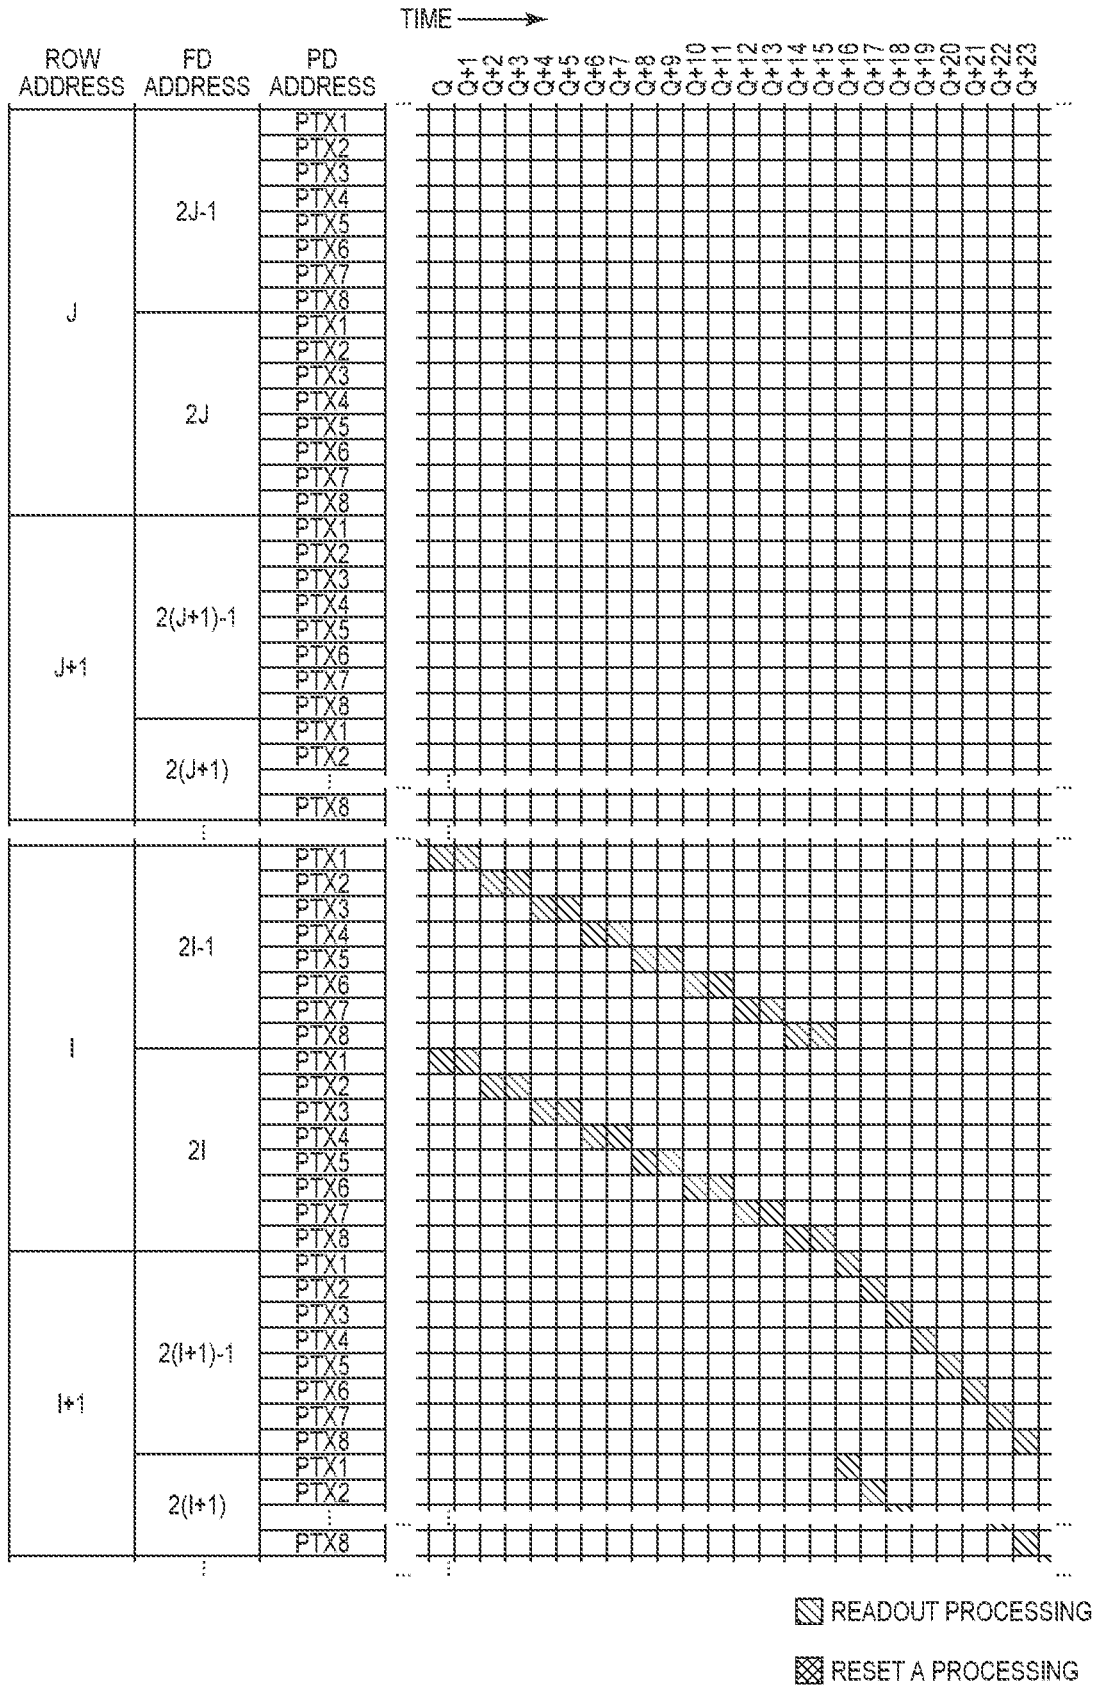 TIME
ROW ADDRESS
FD ADDRESS
PD ADDRESS
... Q Q+1 Q+2 Q+3 Q+4 Q+5 Q+6 Q+7 Q+8 Q+9 Q+10 Q+11 Q+12 Q+13 Q+14 Q+15 Q+16 Q+17 Q+18 Q+19 Q+20 Q+21 Q+22 Q+23 ...
J
2J-1
PTX1
PTX2
PTX3
PTX4
PTX5
PTX6
PTX7
PTX8
2J
PTX1
PTX2
PTX3
PTX4
PTX5
PTX6
PTX7
PTX8
J+1
2(J+1)-1
PTX1
PTX2
PTX3
PTX4
PTX5
PTX6
PTX7
PTX8
2(J+1)
PTX1
PTX2
PTX8
I
2I-1
PTX1
PTX2
PTX3
PTX4
PTX5
PTX6
PTX7
PTX8
2I
PTX1
PTX2
PTX3
PTX4
PTX5
PTX6
PTX7
PTX8
I+1
2(I+1)-1
PTX1
PTX2
PTX3
PTX4
PTX5
PTX6
PTX7
PTX8
2(I+1)
PTX1
PTX2
PTX8
READOUT PROCESSING
RESET A PROCESSING